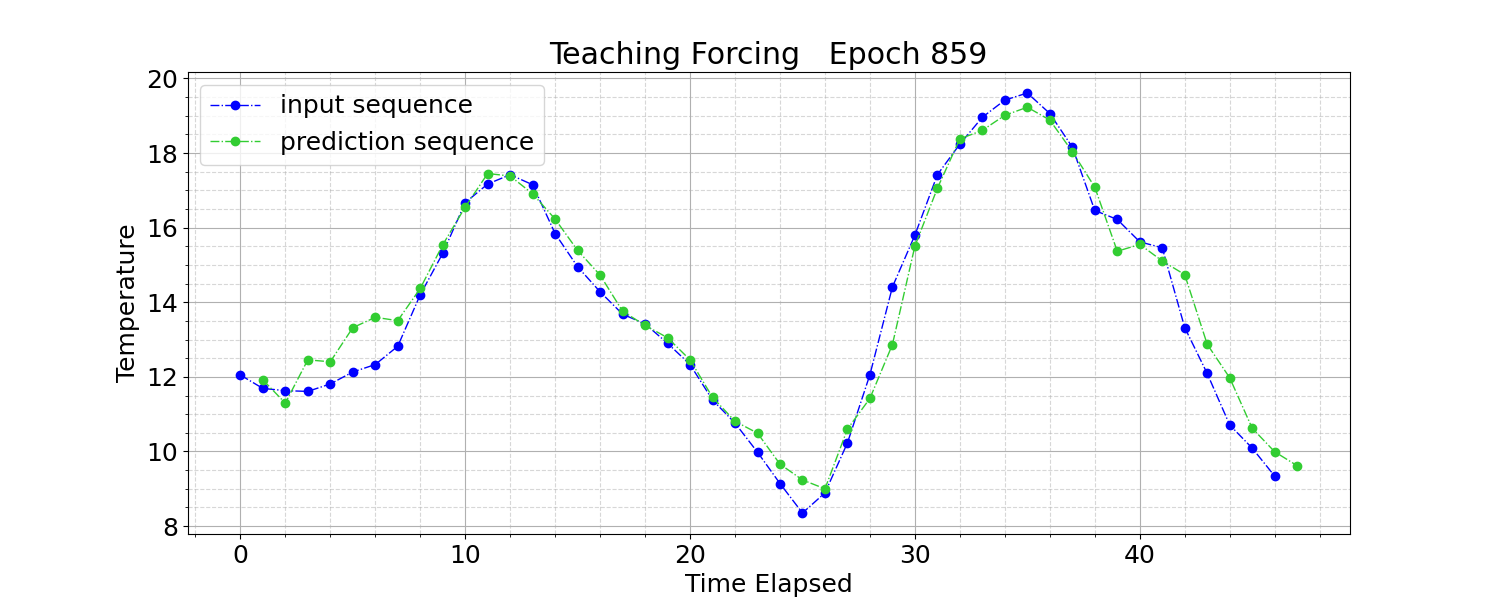 Teaching Forcing   Epoch 859
input sequence
prediction sequence
Temperature
20
18
16
14
12
10
8
0 10 20 30 40
Time Elapsed